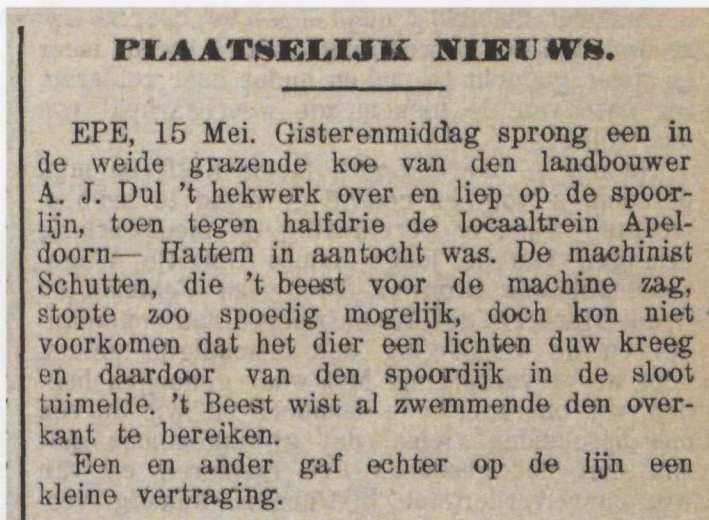 PLAATSELIJK NIEUWS.
EPE, 15 Mei. Gisterenmiddag sprong een in
de weide grazende koe van den landbouwer
A. J. Dul 't hekwerk over en liep op de spoor-
lijn, toen tegen halfdrie de locaaltrein Apel-
doorn— Hattem in aantocht was. De machinist
Schutten, die 't beest voor de machine zag,
stopte zoo spoedig mogelijk, doch kon niet
voorkomen dat het dier een lichten duw kreeg
en daardoor van den spoordijk in de sloot
tuimelde. 't Beest wist al zwemmende den over-
kant te bereiken.
Een en ander gaf echter op de lijn een
kleine vertraging.